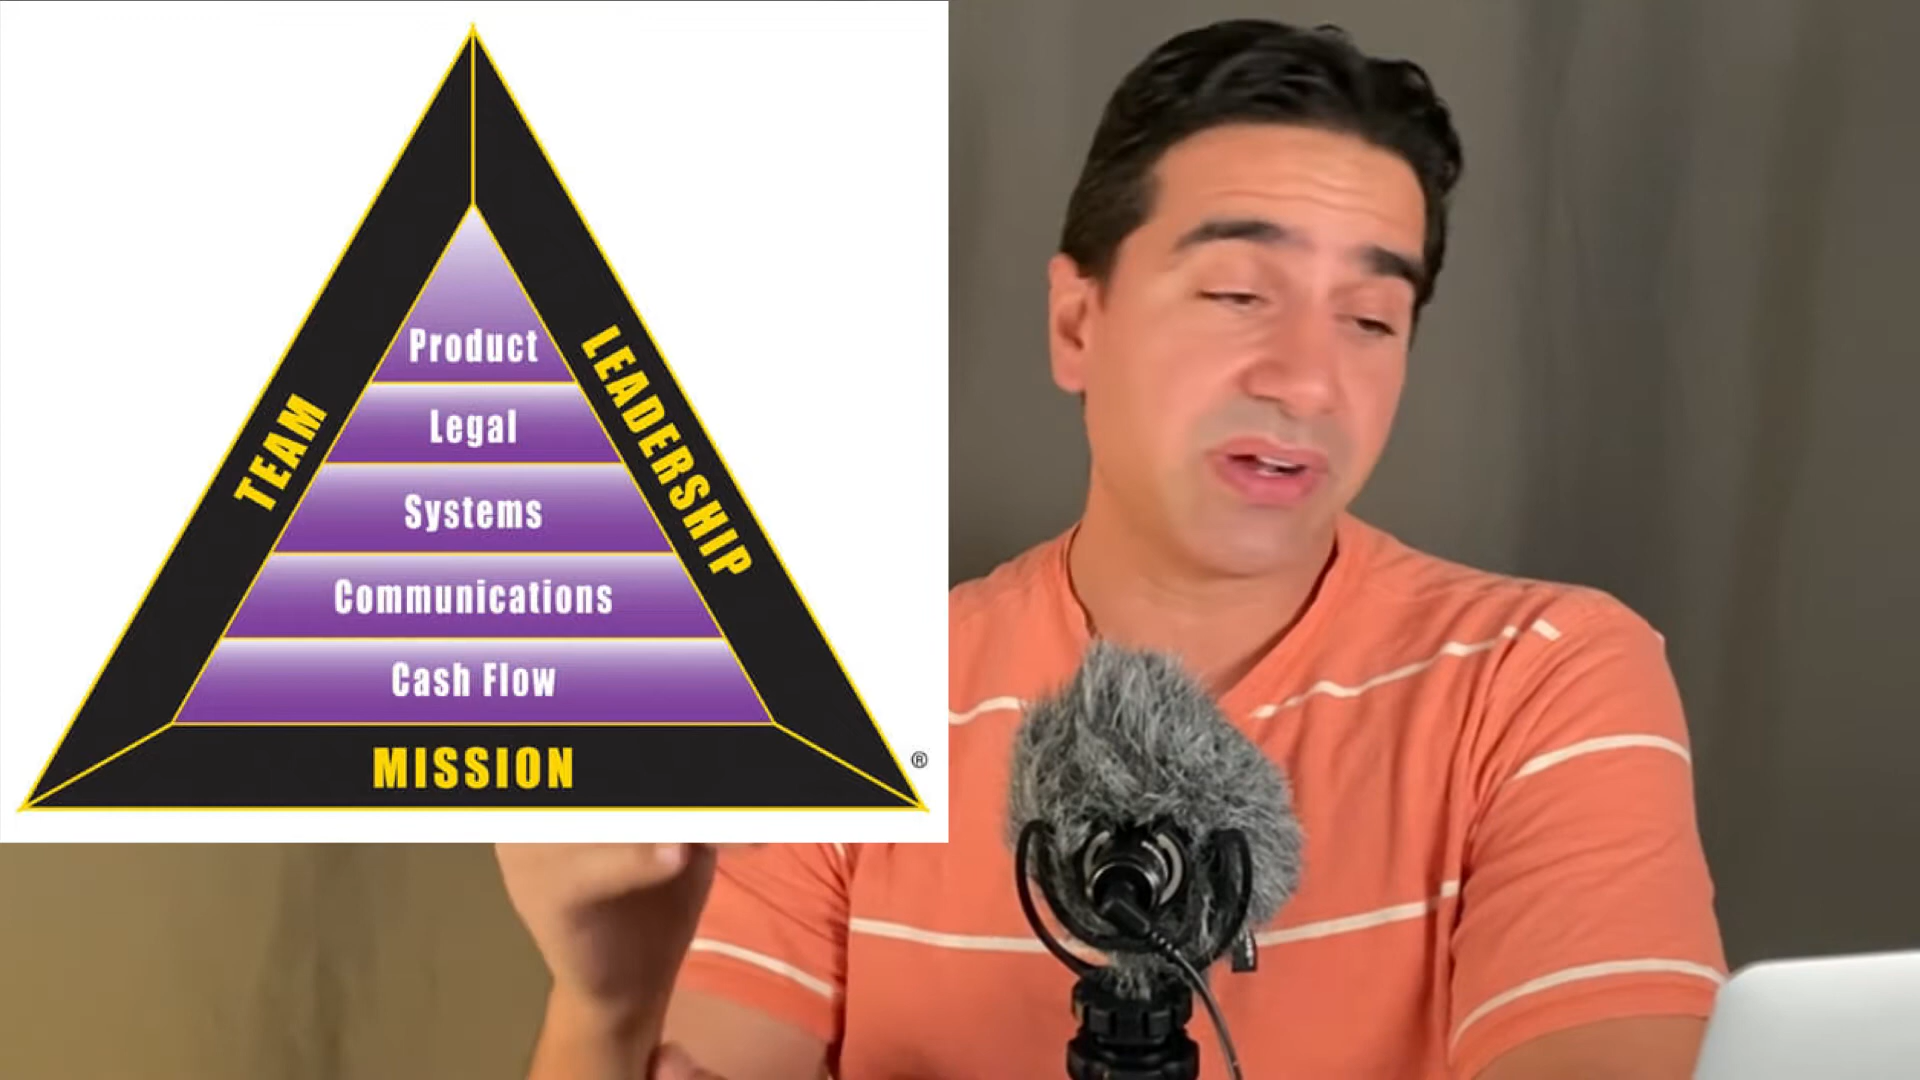 Product
Legal
Systems
Communications
Cash Flow
TEAM
LEADERSHIP
MISSION
®